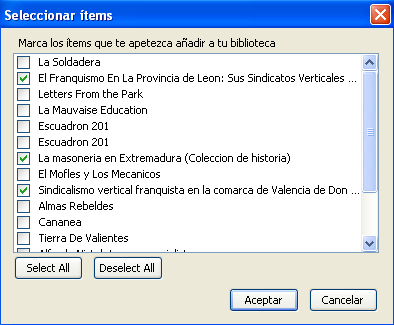 Seleccionar ítems
Marca los ítems que te apetezca añadir a tu biblioteca
La Soldadera
El Franquismo En La Provincia de Leon: Sus Sindicatos Verticales ...
Letters From the Park
La Mauvaise Education
Escuadron 201
Escuadron 201
La masoneria en Extremadura (Coleccion de historia)
El Mofles y Los Mecanicos
Sindicalismo vertical franquista en la comarca de Valencia de Don ...
Almas Rebeldes
Cananea
Tierra De Valientes
Select All
Deselect All
Aceptar
Cancelar